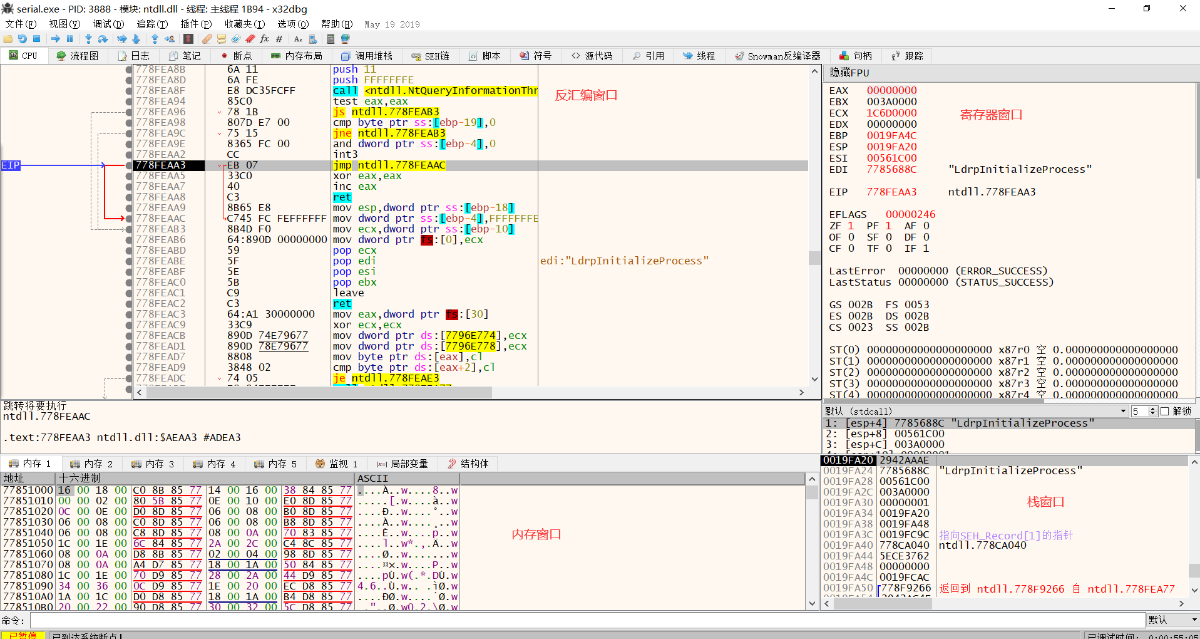 serial.exe - PID: 3888 - 模块: ntdll.dll - 线程: 主线程 1B94 - x32dbg
文件(F) 视图(V) 调试(D) 追踪(T) 插件(P) 收藏夹(I) 选项(O) 帮助(H) May 19 2019
CPU 流程图 日志 笔记 断点 内存布局 调用堆栈 SEH链 脚本 符号 源代码 引用 线程 Snowman反编译器 句柄 跟踪
778FEA8B 6A 11 push 11
778FEA8D 6A FE push FFFFFFFE
778FEA8F E8 DC35FCFF call <ntdll.NtQueryInformationThr
778FEA94 85C0 test eax,eax
778FEA96 78 1B js ntdll.778FEAB3
778FEA98 807D E7 00 cmp byte ptr ss:[ebp-19],0
778FEA9C 75 15 jne ntdll.778FEAB3
778FEA9E 8365 FC 00 and dword ptr ss:[ebp-4],0
778FEAA2 CC int3
EIP 778FEAA3 EB 07 jmp ntdll.778FEAAC
778FEAA5 33C0 xor eax,eax
778FEAA7 40 inc eax
778FEAA8 C3 ret
778FEAA9 8B65 E8 mov esp,dword ptr ss:[ebp-18]
778FEAAC C745 FC FEFFFFFF mov dword ptr ss:[ebp-4],FFFFFFFE
778FEAB3 8B4D F0 mov ecx,dword ptr ss:[ebp-10]
778FEAB6 64:890D 00000000 mov dword ptr fs:[0],ecx
778FEABD 59 pop ecx
778FEABE 5F pop edi edi:"LdrpInitializeProcess"
778FEABF 5E pop esi
778FEAC0 5B pop ebx
778FEAC1 C9 leave
778FEAC2 C3 ret
778FEAC3 64:A1 30000000 mov eax,dword ptr fs:[30]
778FEAC9 33C9 xor ecx,ecx
778FEACB 890D 74E79677 mov dword ptr ds:[7796E774],ecx
778FEAD1 890D 78E79677 mov dword ptr ds:[7796E778],ecx
778FEAD7 8808 mov byte ptr ds:[eax],cl
778FEAD9 3848 02 cmp byte ptr ds:[eax+2],cl
778FEADC 74 05 je ntdll.778FEAE3
反汇编窗口
隐藏FPU
EAX 00000000
EBX 003A0000
ECX 1C6D0000
EDX 00000000
EBP 0019FA4C
ESP 0019FA20
ESI 00561C00
EDI 7785688C "LdrpInitializeProcess"
EIP 778FEAA3 ntdll.778FEAA3
寄存器窗口
EFLAGS 00000246
ZF 1 PF 1 AF 0
OF 0 SF 0 DF 0
CF 0 TF 0 IF 1
LastError 00000000 (ERROR_SUCCESS)
LastStatus 00000000 (STATUS_SUCCESS)
GS 002B FS 0053
ES 002B DS 002B
CS 0023 SS 002B
ST(0) 00000000000000000000 x87r0 空 0.000000000000000000
ST(1) 00000000000000000000 x87r1 空 0.000000000000000000
ST(2) 00000000000000000000 x87r2 空 0.000000000000000000
ST(3) 00000000000000000000 x87r3 空 0.000000000000000000
ST(4) 00000000000000000000 x87r4 空 0.000000000000000000
跳转将要执行
ntdll.778FEAAC
.text:778FEAA3 ntdll.dll:$AEAA3 #ADEA3
默认 (stdcall) 5 解锁
1: [esp+4] 7785688C "LdrpInitializeProcess"
2: [esp+8] 00561C00
3: [esp+C] 003A0000
内存 1 内存 2 内存 3 内存 4 内存 5 监视 1 局部变量 结构体
地址 十六进制 ASCII
77851000 16 00 18 00 C0 8B 85 77 14 00 16 00 38 84 85 77
77851010 00 00 02 00 80 5B 85 77 0E 00 10 00 E0 8D 85 77
77851020 0C 00 0E 00 D0 8D 85 77 06 00 08 00 B0 8D 85 77
77851030 06 00 08 00 C0 8D 85 77 06 00 08 00 B8 8D 85 77
77851040 06 00 08 00 C8 8D 85 77 08 00 0A 00 70 83 85 77
77851050 1C 00 1E 00 6C 84 85 77 2A 00 2C 00 C4 8C 85 77
77851060 08 00 0A 00 D8 8B 85 77 02 00 04 00 98 8D 85 77
77851070 08 00 0A 00 A4 D7 85 77 18 00 1A 00 50 84 85 77
77851080 1C 00 1E 00 70 D9 85 77 28 00 2A 00 44 D9 85 77
77851090 34 00 36 00 0C D9 85 77 1E 00 20 00 EC D8 85 77
778510A0 1A 00 1C 00 D0 D8 85 77 18 00 1A 00 B4 D8 85 77
778510B0 20 00 22 00 90 D8 85 77 30 00 32 00 5C D8 85 77
内存窗口
0019FA20 2942AAAE
0019FA24 7785688C "LdrpInitializeProcess"
0019FA28 00561C00
0019FA2C 003A0000
0019FA30 00000001
0019FA34 0019FA20
0019FA38 0019FA48
0019FA3C 0019FC9C 指向SEH_Record[1]的指针
0019FA40 778CA040 ntdll.778CA040
0019FA44 5ECE3762
0019FA48 00000000
0019FA4C 0019FCAC
0019FA50 778F9266 返回到 ntdll.778F9266 自 ntdll.778FEA77
栈窗口
命令: 默认
已暂停 已到达系统断点! 已调试时间: 0:00:55:05